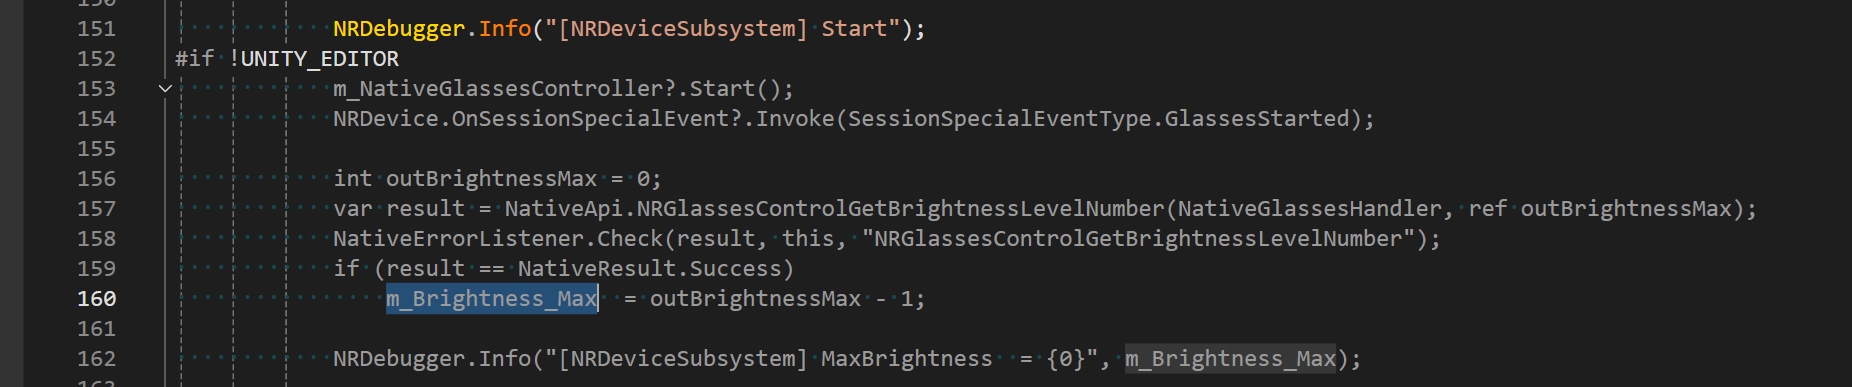 151 NRDebugger.Info("[NRDeviceSubsystem] Start");
152 #if !UNITY_EDITOR
153 m_NativeGlassesController?.Start();
154 NRDevice.OnSessionSpecialEvent?.Invoke(SessionSpecialEventType.GlassesStarted);
155
156 int outBrightnessMax = 0;
157 var result = NativeApi.NRGlassesControlGetBrightnessLevelNumber(NativeGlassesHandler, ref outBrightnessMax);
158 NativeErrorListener.Check(result, this, "NRGlassesControlGetBrightnessLevelNumber");
159 if (result == NativeResult.Success)
160 m_Brightness_Max  = outBrightnessMax - 1;
161
162 NRDebugger.Info("[NRDeviceSubsystem] MaxBrightness  = {0}", m_Brightness_Max);